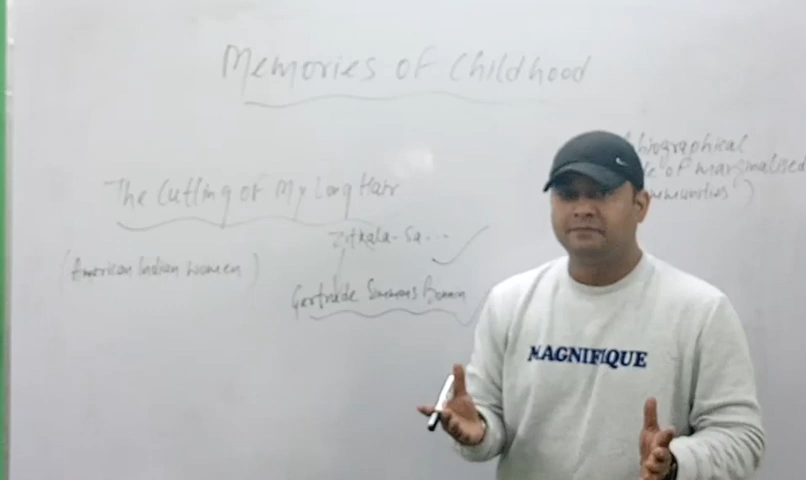 Memories of Childhood
biographical
of marginalised
communities)
The Cutting of My Long Hair
Zitkala-Sa...
(American Indian women)
Gertrude Simmons Bonnin
MAGNIFIQUE